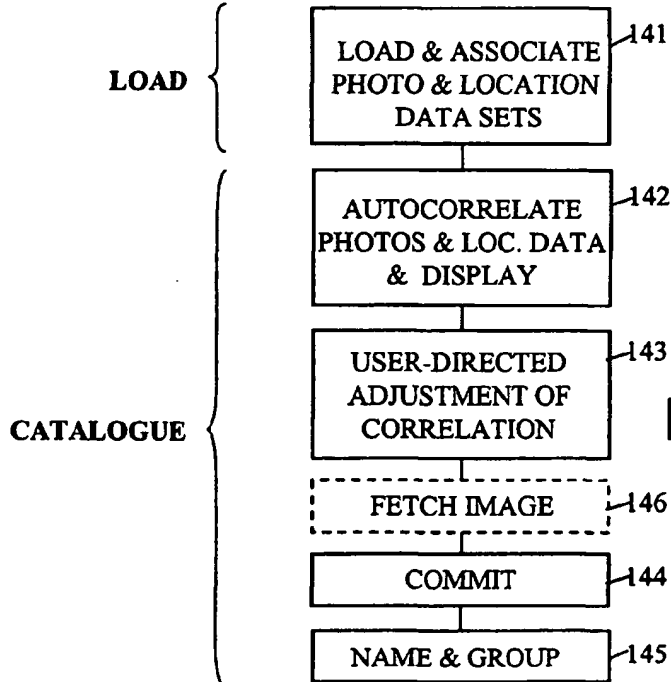 LOAD
LOAD & ASSOCIATE
PHOTO & LOCATION
DATA SETS
141
CATALOGUE
AUTOCORRELATE
PHOTOS & LOC. DATA
& DISPLAY
142
USER-DIRECTED
ADJUSTMENT OF
CORRELATION
143
FETCH IMAGE
146
COMMIT
144
NAME & GROUP
145